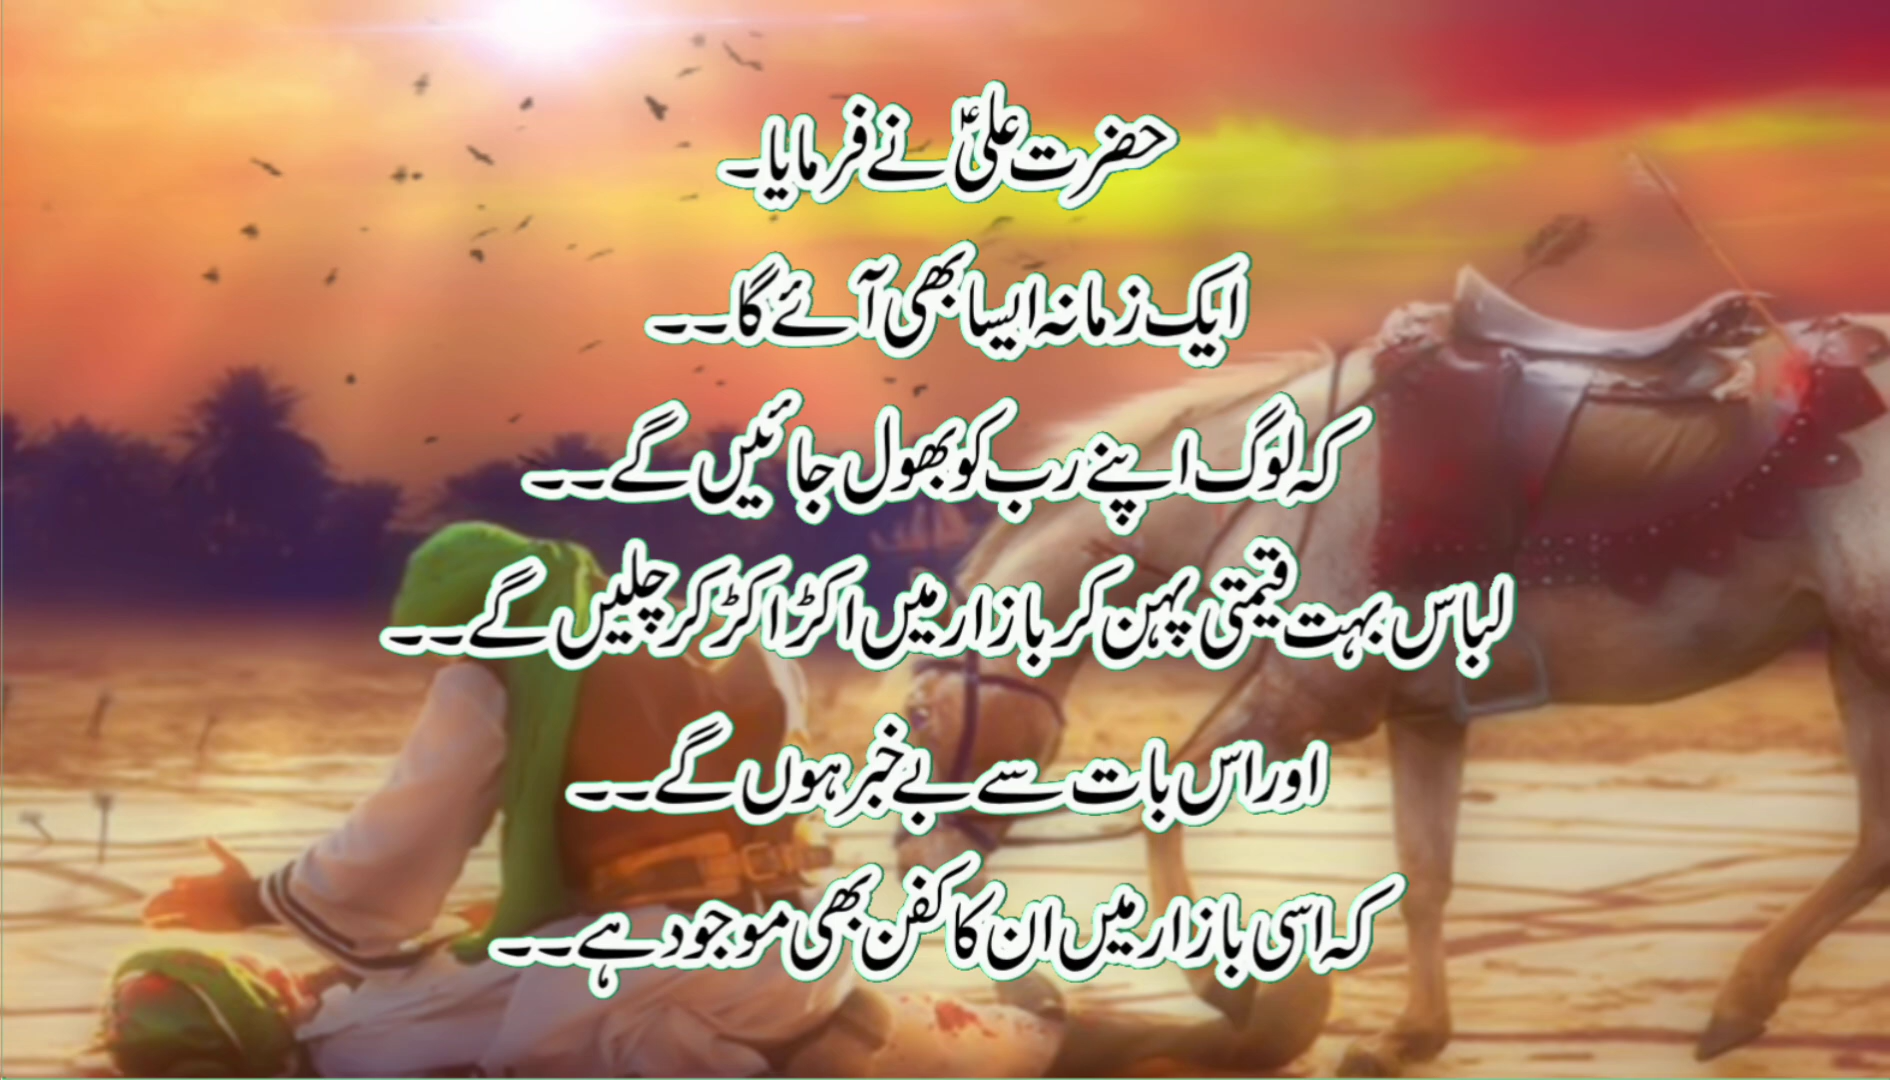 حضرت علیؑ نے فرمایا۔
ایک زمانہ ایسا بھی آئے گا۔۔
کہ لوگ اپنے رب کو بھول جائیں گے۔۔
لباس بہت قیمتی پہن کر بازار میں اکڑ اکڑ کر چلیں گے۔۔
اور اس بات سے بے خبر ہوں گے۔۔
کہ اسی بازار میں ان کا کفن بھی موجود ہے۔۔